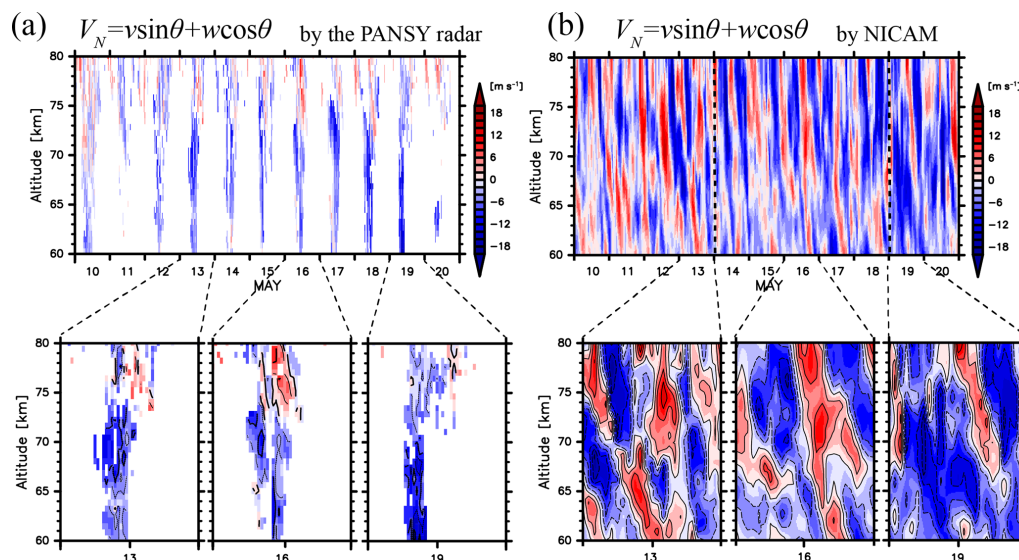 (a) V_N=vsinθ+wcosθ by the PANSY radar
80
75
70
65
60
Altitude [km]
10 11 12 13 14 15 16 17 18 19 20
MAY
[m s⁻¹]
18
12
6
0
−6
−12
−18
80
75
70
65
60
Altitude [km]
13 16 19
(b) V_N=vsinθ+wcosθ by NICAM
80
75
70
65
60
Altitude [km]
10 11 12 13 14 15 16 17 18 19 20
MAY
[m s⁻¹]
18
12
6
0
−6
−12
−18
80
75
70
65
60
Altitude [km]
13 16 19